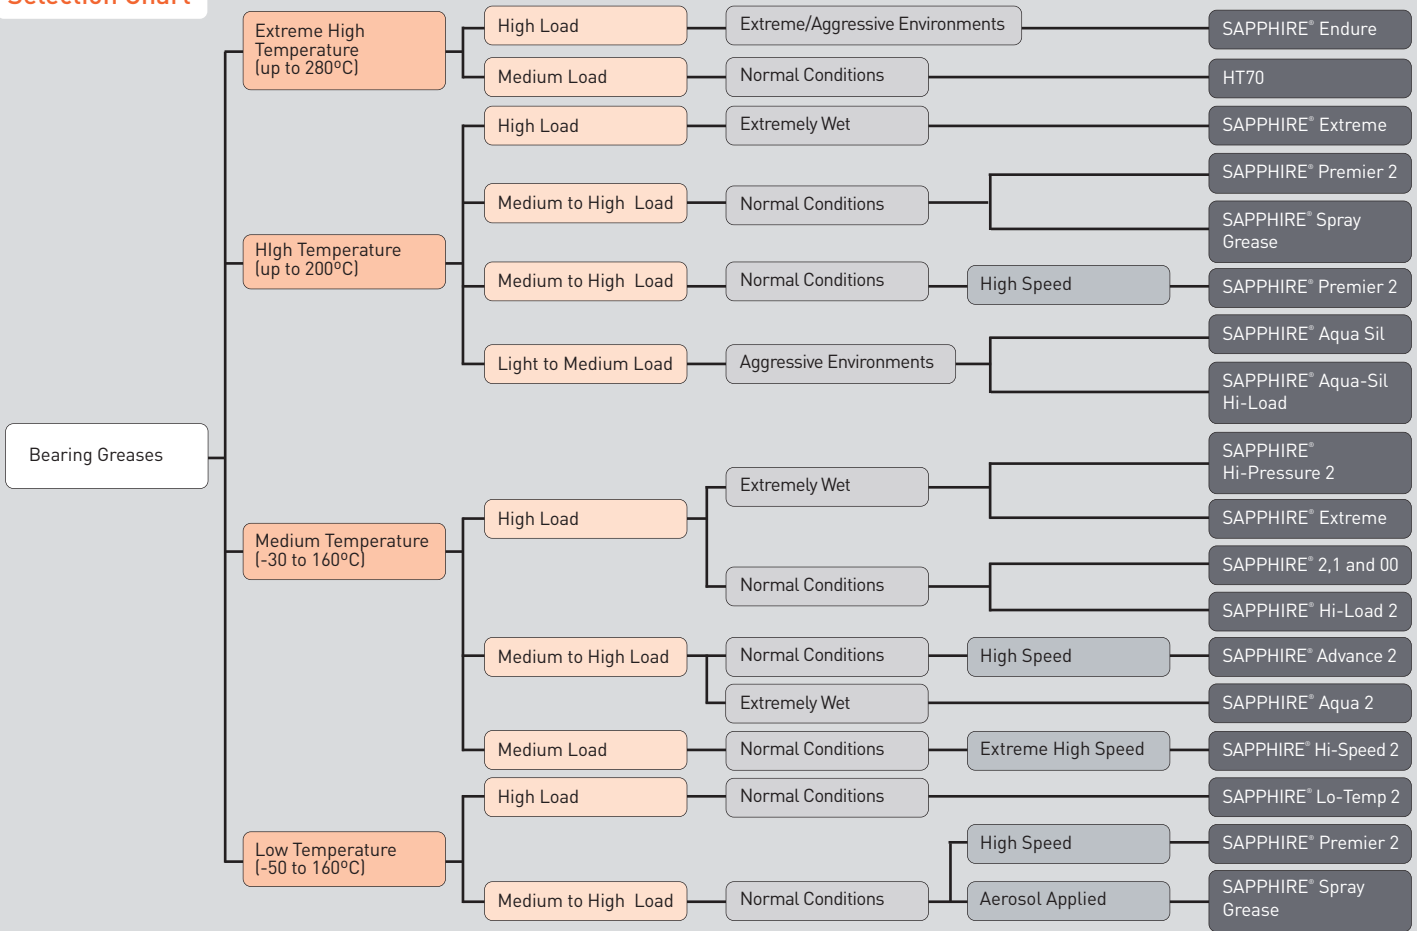 Selection Chart
Bearing Greases
Extreme High
Temperature
(up to 280ºC)
High Load
Extreme/Aggressive Environments
SAPPHIRE® Endure
Medium Load
Normal Conditions
HT70
HIgh Temperature
(up to 200ºC)
High Load
Extremely Wet
SAPPHIRE® Extreme
Medium to High Load
Normal Conditions
SAPPHIRE® Premier 2
SAPPHIRE® Spray
Grease
Medium to High Load
Normal Conditions
High Speed
SAPPHIRE® Premier 2
Light to Medium Load
Aggressive Environments
SAPPHIRE® Aqua Sil
SAPPHIRE® Aqua-Sil
Hi-Load
Medium Temperature
(-30 to 160ºC)
High Load
Extremely Wet
SAPPHIRE®
Hi-Pressure 2
SAPPHIRE® Extreme
Normal Conditions
SAPPHIRE® 2,1 and 00
SAPPHIRE® Hi-Load 2
Medium to High Load
Normal Conditions
High Speed
SAPPHIRE® Advance 2
Extremely Wet
SAPPHIRE® Aqua 2
Medium Load
Normal Conditions
Extreme High Speed
SAPPHIRE® Hi-Speed 2
Low Temperature
(-50 to 160ºC)
High Load
Normal Conditions
SAPPHIRE® Lo-Temp 2
Medium to High Load
Normal Conditions
High Speed
SAPPHIRE® Premier 2
Aerosol Applied
SAPPHIRE® Spray
Grease